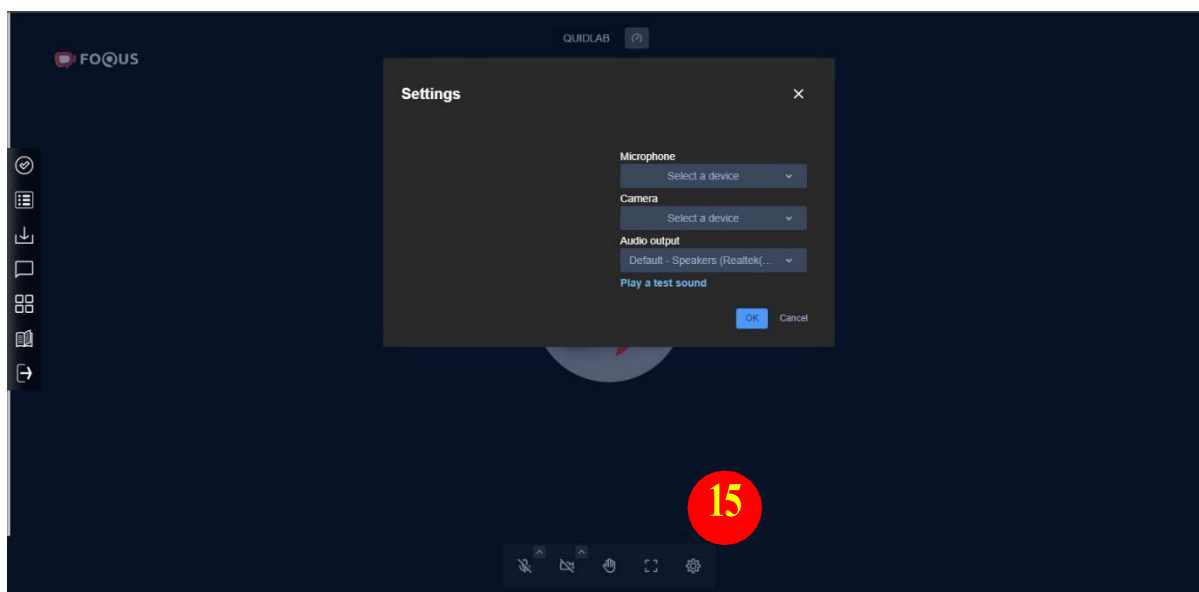 QUIDLAB
FOQUS
Settings
Microphone
Select a device
Camera
Select a device
Audio output
Default - Speakers (Realtek(...
Play a test sound
OK Cancel
15